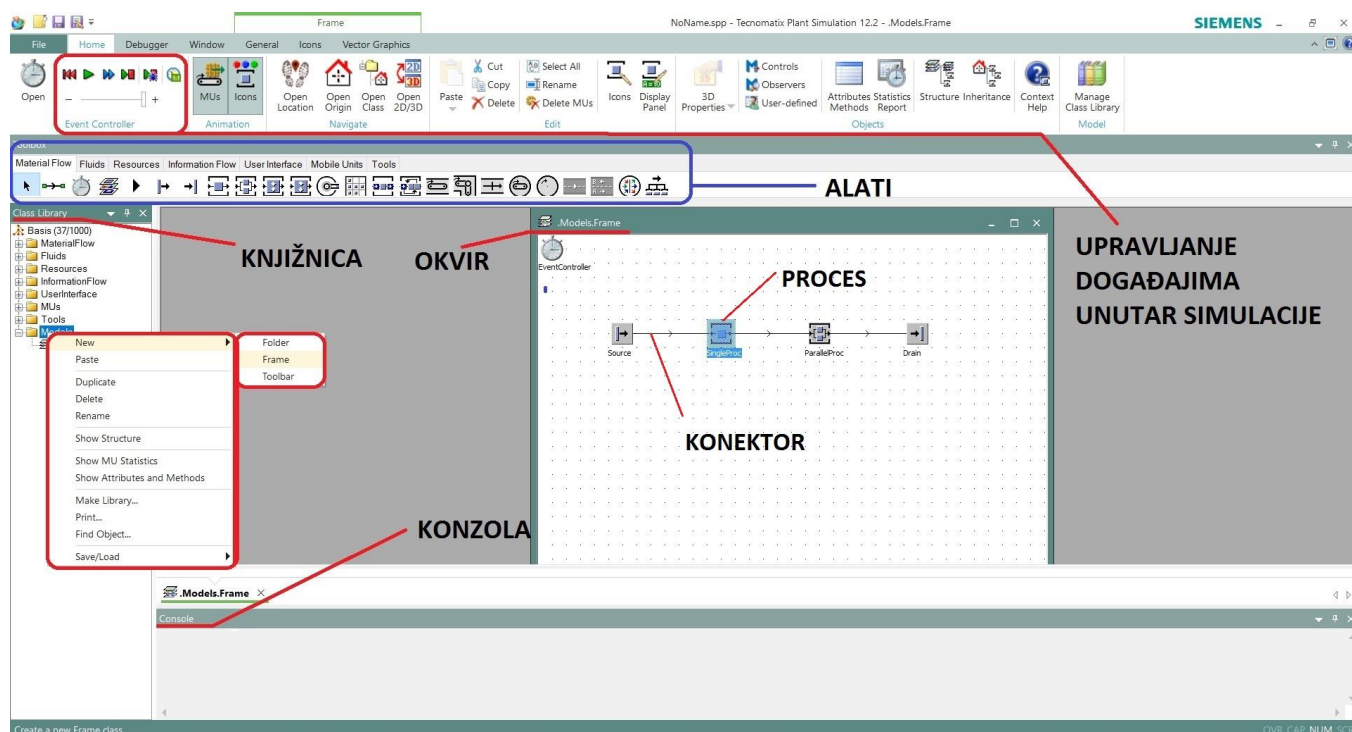 Frame
NoName.spp - Tecnomatix Plant Simulation 12.2 - .Models.Frame
SIEMENS
File Home Debugger Window General Icons Vector Graphics
Open
MUs Icons
Open Location
Open Origin
Open Class
Open 2D/3D
Paste
Cut
Copy
Delete
Select All
Rename
Delete MUs
Icons
Display Panel
3D Properties
Controls
Observers
User-defined
Attributes Methods
Statistics Report
Structure Inheritance
Context Help
Manage Class Library
Event Controller Animation Navigate Edit Objects Model
Toolbox
Material Flow Fluids Resources Information Flow User Interface Mobile Units Tools
ALATI
Class Library
Basis (37/1000)
MaterialFlow
Fluids
Resources
InformationFlow
UserInterface
MUs
Tools
Models
New
Paste
Duplicate
Delete
Rename
Show Structure
Show MU Statistics
Show Attributes and Methods
Make Library...
Print...
Find Object...
Save/Load
Folder
Frame
Toolbar
KNJIŽNICA
OKVIR
.Models.Frame
EventController
PROCES
Source
SingleProc
ParallelProc
Drain
KONEKTOR
UPRAVLJANJE
DOGAĐAJIMA
UNUTAR SIMULACIJE
KONZOLA
.Models.Frame
Console
Create a new Frame class
OVR CAP NUM SCR